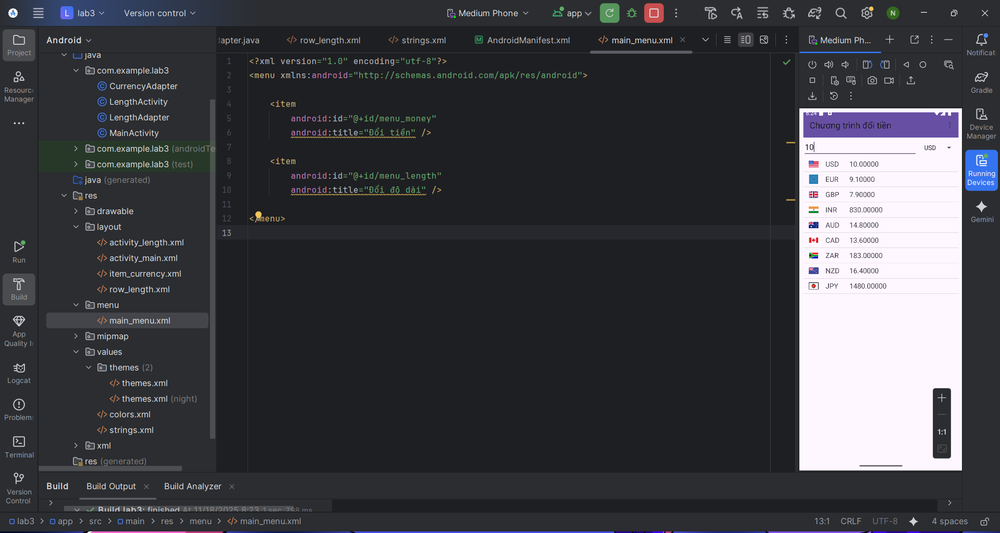 L lab3 Version control Medium Phone app N
Project
Resourc
Manager
Run
Build
App
Quality I
Logcat
Problem
Terminal
Version
Control
Android
java
com.example.lab3
CurrencyAdapter
LengthActivity
LengthAdapter
MainActivity
com.example.lab3 (androidTe
com.example.lab3 (test)
java (generated)
res
drawable
layout
activity_length.xml
activity_main.xml
item_currency.xml
row_length.xml
menu
main_menu.xml
mipmap
values
themes (2)
themes.xml
themes.xml (night)
colors.xml
strings.xml
xml
res (generated)
dapter.java row_length.xml strings.xml AndroidManifest.xml main_menu.xml
1 <?xml version="1.0" encoding="utf-8"?>
2 <menu xmlns:android="http://schemas.android.com/apk/res/android">
3
4 <item
5 android:id="@+id/menu_money"
6 android:title="Đổi tiền" />
7
8 <item
9 android:id="@+id/menu_length"
10 android:title="Đổi độ dài" />
11
12 </menu>
13
Medium Ph...
8:24
Chương trình đổi tiền
10 USD
USD 10.00000
EUR 9.10000
GBP 7.90000
INR 830.00000
AUD 14.80000
CAD 13.60000
ZAR 183.00000
NZD 16.40000
JPY 1480.00000
1:1
Notificat
Gradle
Device
Manager
Running
Devices
Gemini
Build Build Output Build Analyzer
Build lab3: finished At 11/18/2025 8:23 1 sec, 798 ms
lab3 > app > src > main > res > menu > main_menu.xml 13:1 CRLF UTF-8 4 spaces